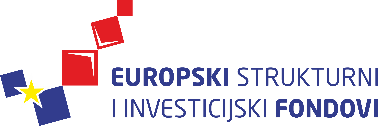 EUROPSKI STRUKTURNI
I INVESTICIJSKI FONDOVI